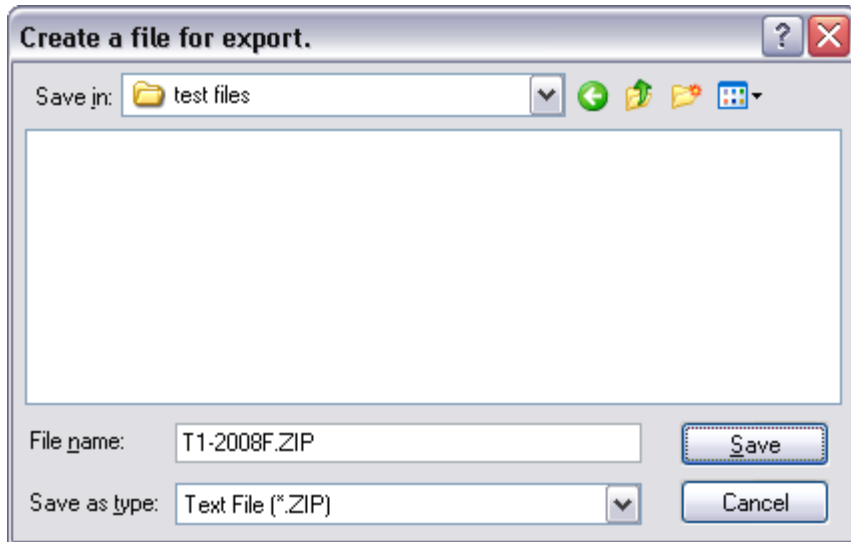 Create a file for export.
Save in: test files
File name: T1-2008F.ZIP Save
Save as type: Text File (*.ZIP) Cancel